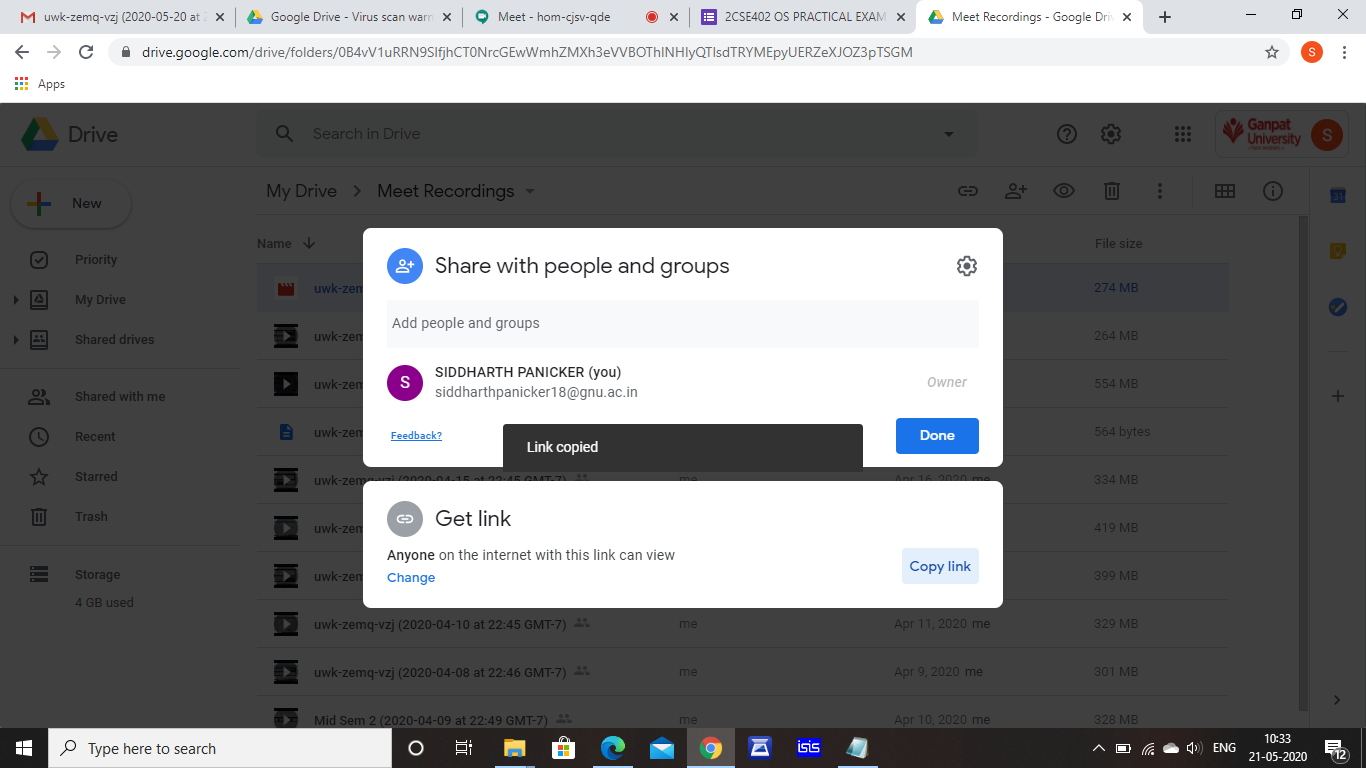 uwk-zemq-vzj (2020-05-20 at 2
Google Drive - Virus scan warn
Meet - hom-cjsv-qde
2CSE402 OS PRACTICAL EXAM
Meet Recordings - Google Driv
drive.google.com/drive/folders/0B4vV1uRRN9SlfjhCT0NrcGEwWmhZMXh3eVVBOThlNHlyQTlsdTRYMEpyUERZeXJOZ3pTSGM
S
Apps
Drive
Search in Drive
Ganpat
University
S
New
My Drive
Meet Recordings
31
Name
File size
Priority
My Drive
Shared drives
Shared with me
Recent
Starred
Trash
Storage
4 GB used
uwk-zem
274 MB
uwk-zem
264 MB
uwk-zem
554 MB
uwk-zem
564 bytes
uwk-zemq-vzj (2020-04-15 at 22:45 GMT-7)
me
Apr 16, 2020 me
334 MB
uwk-zem
419 MB
uwk-zem
399 MB
uwk-zemq-vzj (2020-04-10 at 22:45 GMT-7)
me
Apr 11, 2020 me
329 MB
uwk-zemq-vzj (2020-04-08 at 22:46 GMT-7)
me
Apr 9, 2020 me
301 MB
Mid Sem 2 (2020-04-09 at 22:49 GMT-7)
me
Apr 10, 2020 me
328 MB
Share with people and groups
Add people and groups
S
SIDDHARTH PANICKER (you)
siddharthpanicker18@gnu.ac.in
Owner
Feedback?
Link copied
Done
Get link
Anyone on the internet with this link can view
Change
Copy link
Type here to search
isis
ENG
10:33
21-05-2020
12